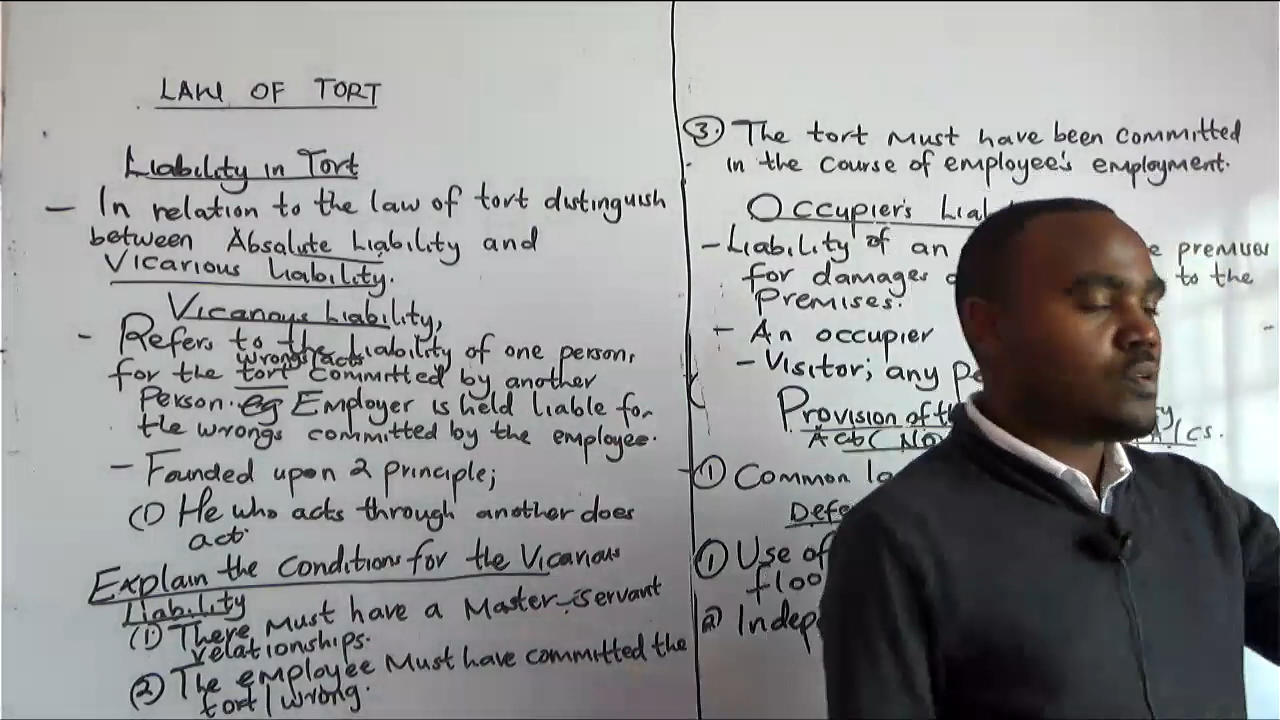 LAW OF TORT
Liability in Tort
- In relation to the law of tort distinguish
between Absolute Liability and
Vicarious Liability.
Vicarious Liability,
- Refers to the Liability of one person,
wrongs/acts
for the tort committed by another
Person. eg Employer is held liable for
the wrongs committed by the employee.
- Founded upon 2 principle;
(1) He who acts through another does
act.
Explain the conditions for the Vicarious
Liability
(1) There must have a Master-servant
relationships.
(2) The employee Must have committed the
tort/wrong.
(3) The tort must have been committed
in the course of employee's employment.
Occupier's
- Liability of an premises
for damages to the
Premises.
- An occupier
- Visitor; any
Provision of
Act
(1) Common
(1) Use of
(2)